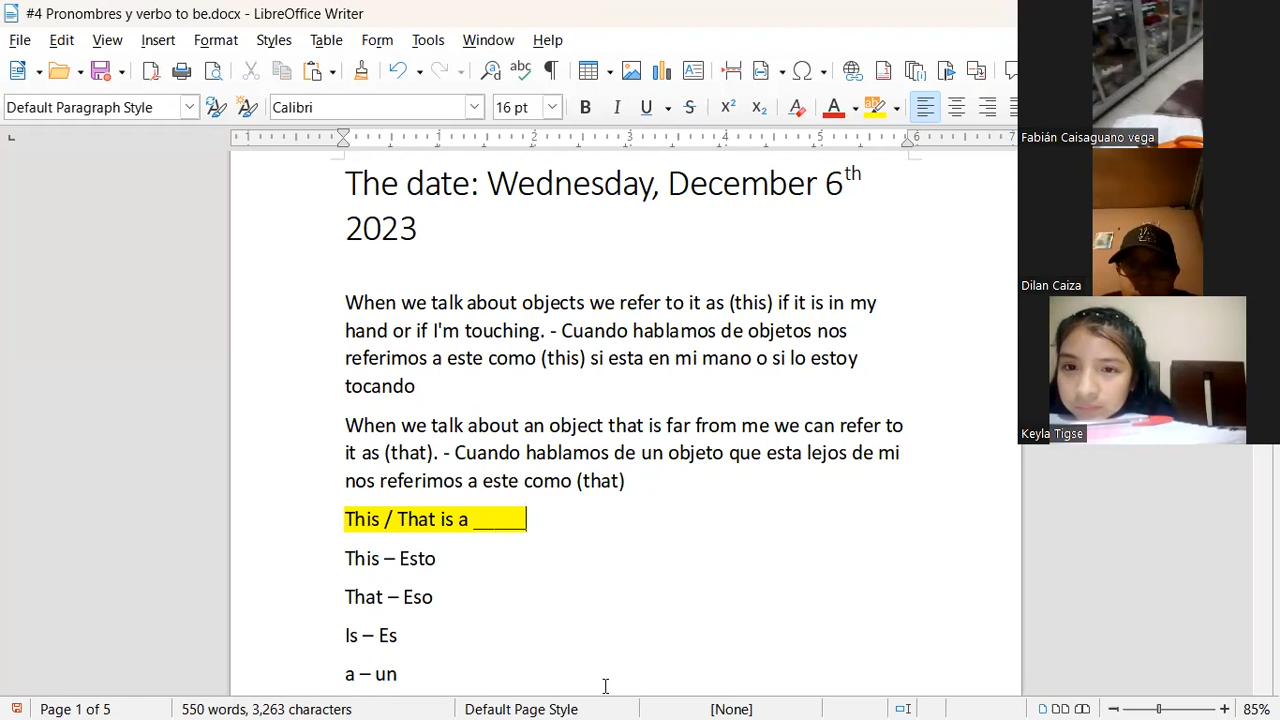 #4 Pronombres y verbo to be.docx - LibreOffice Writer
File Edit View Insert Format Styles Table Form Tools Window Help
Default Paragraph Style Calibri 16 pt
The date: Wednesday, December 6th
2023
When we talk about objects we refer to it as (this) if it is in my
hand or if I'm touching. - Cuando hablamos de objetos nos
referimos a este como (this) si esta en mi mano o si lo estoy
tocando
When we talk about an object that is far from me we can refer to
it as (that). - Cuando hablamos de un objeto que esta lejos de mi
nos referimos a este como (that)
This / That is a _____
This – Esto
That – Eso
Is – Es
a – un
Page 1 of 5 550 words, 3,263 characters Default Page Style [None] 85%
Fabián Caisaguano vega
Dilan Caiza
Keyla Tigse